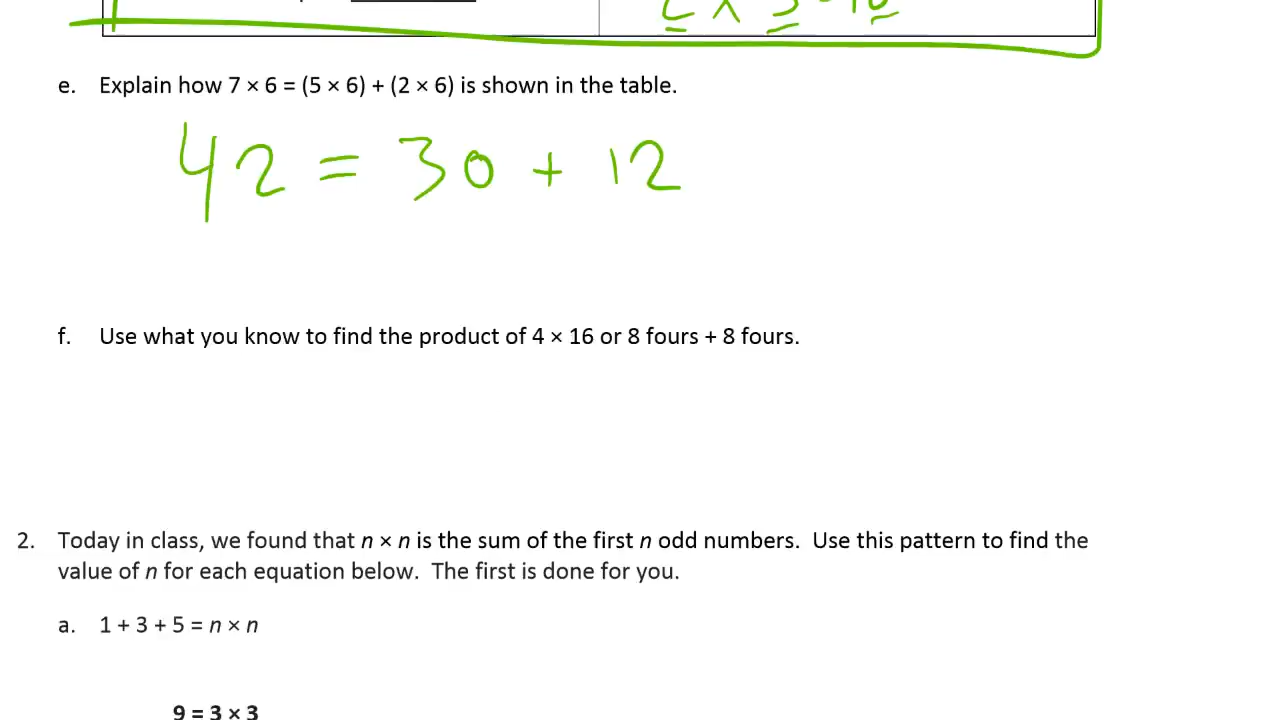 e. Explain how 7 × 6 = (5 × 6) + (2 × 6) is shown in the table.
42 = 30 + 12
f. Use what you know to find the product of 4 × 16 or 8 fours + 8 fours.
2. Today in class, we found that n × n is the sum of the first n odd numbers. Use this pattern to find the
value of n for each equation below. The first is done for you.
a. 1 + 3 + 5 = n × n
9 = 3 × 3